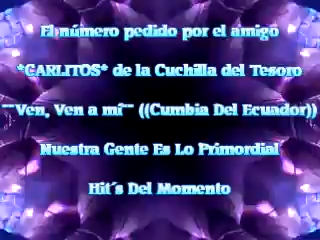 El número pedido por el amigo
*CARLITOS* de la Cuchilla del Tesoro
~~Ven, Ven a mí~~ ((Cumbia Del Ecuador))
Nuestra Gente Es Lo Primordial
Hit´s Del Momento